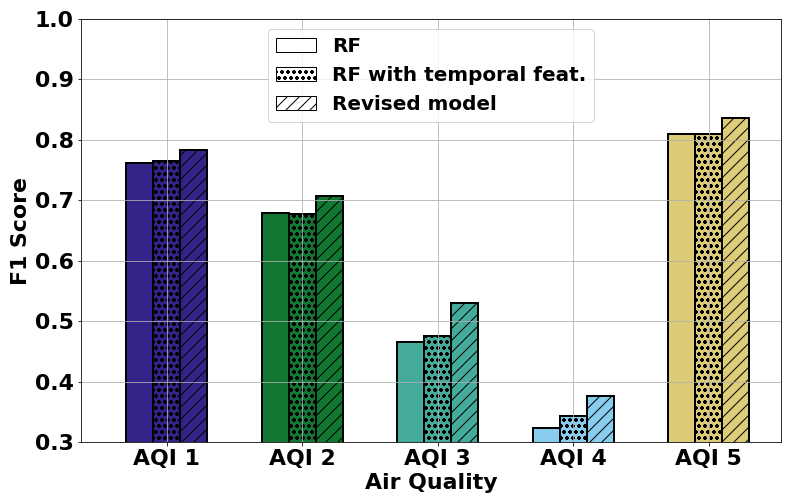 1.0
0.9
0.8
0.7
0.6
0.5
0.4
0.3
F1 Score
RF
RF with temporal feat.
Revised model
AQI 1 AQI 2 AQI 3 AQI 4 AQI 5
Air Quality